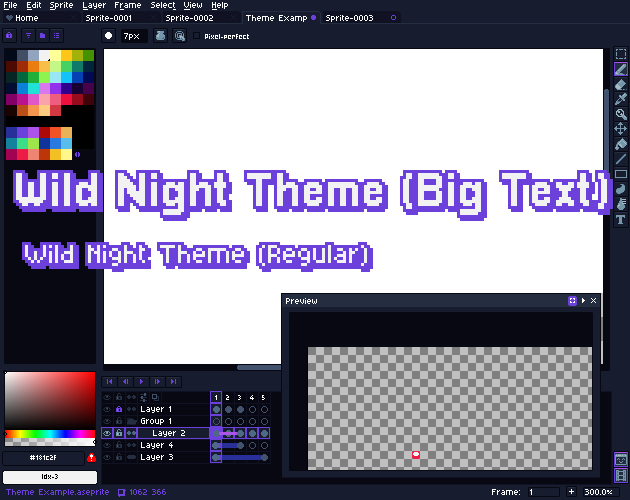 File Edit Sprite Layer Frame Select View Help
Home Sprite-0001 Sprite-0002 Theme Examp Sprite-0003
7px Pixel-perfect
Wild Night Theme (Big Text)
Wild Night Theme (Regular)
Preview
1 2 3 4 5
Layer 1
Group 1
Layer 2
Layer 4
Layer 3
#181c2F
Idx-3
Theme Example.aseprite 1062 366 Frame: 1 + 300.0%